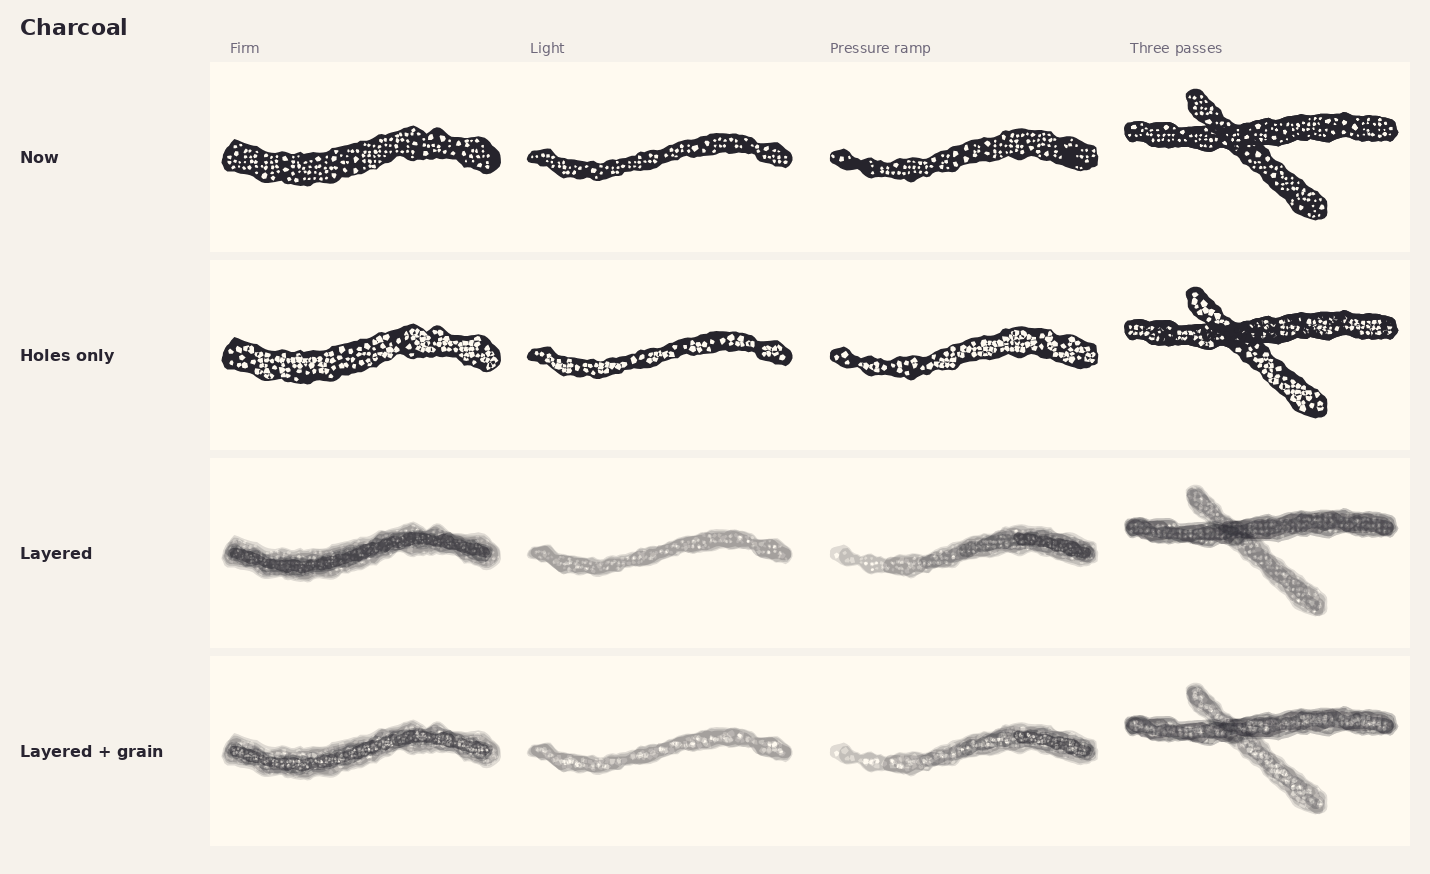 Charcoal
Firm Light Pressure ramp Three passes
Now
Holes only
Layered
Layered + grain